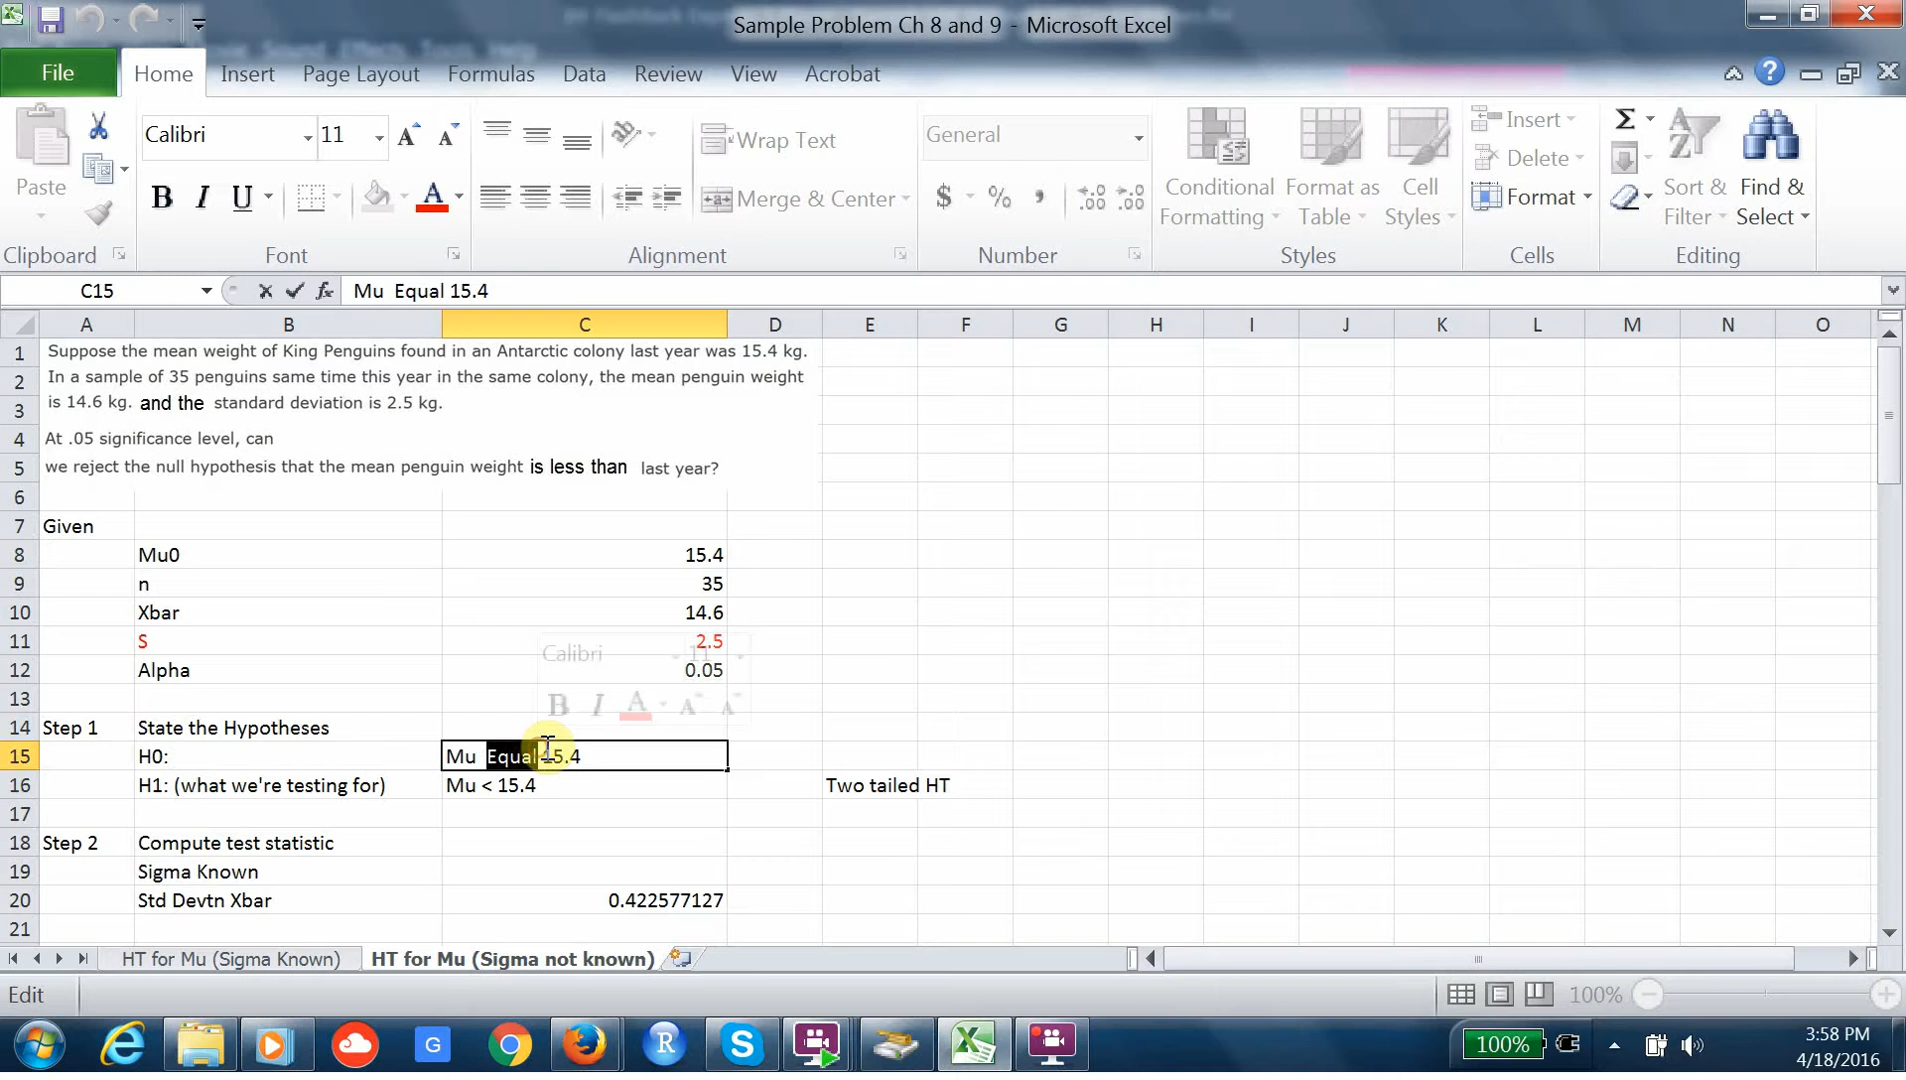 Sample Problem Ch 8 and 9 - Microsoft Excel
File Home Insert Page Layout Formulas Data Review View Acrobat
Paste
Calibri 11
B I U A
Wrap Text
Merge & Center
General
$ %
Conditional Formatting
Format as Table
Cell Styles
Insert
Delete
Format
Sort & Filter
Find & Select
Clipboard Font Alignment Number Styles Cells Editing
C15 fx Mu  Equal 15.4
A B C D E F G H I J K L M N O
1 Suppose the mean weight of King Penguins found in an Antarctic colony last year was 15.4 kg.
2 In a sample of 35 penguins same time this year in the same colony, the mean penguin weight
3 is 14.6 kg. and the standard deviation is 2.5 kg.
4 At .05 significance level, can
5 we reject the null hypothesis that the mean penguin weight is less than last year?
6
7 Given
8 Mu0 15.4
9 n 35
10 Xbar 14.6
11 S 2.5
Calibri 11
12 Alpha 0.05
B I A A A
13
14 Step 1 State the Hypotheses
15 H0: Mu  Equal 15.4
16 H1: (what we're testing for) Mu < 15.4 Two tailed HT
17
18 Step 2 Compute test statistic
19 Sigma Known
20 Std Devtn Xbar 0.422577127
21
HT for Mu (Sigma Known) HT for Mu (Sigma not known)
Edit 100%
100% 3:58 PM
4/18/2016